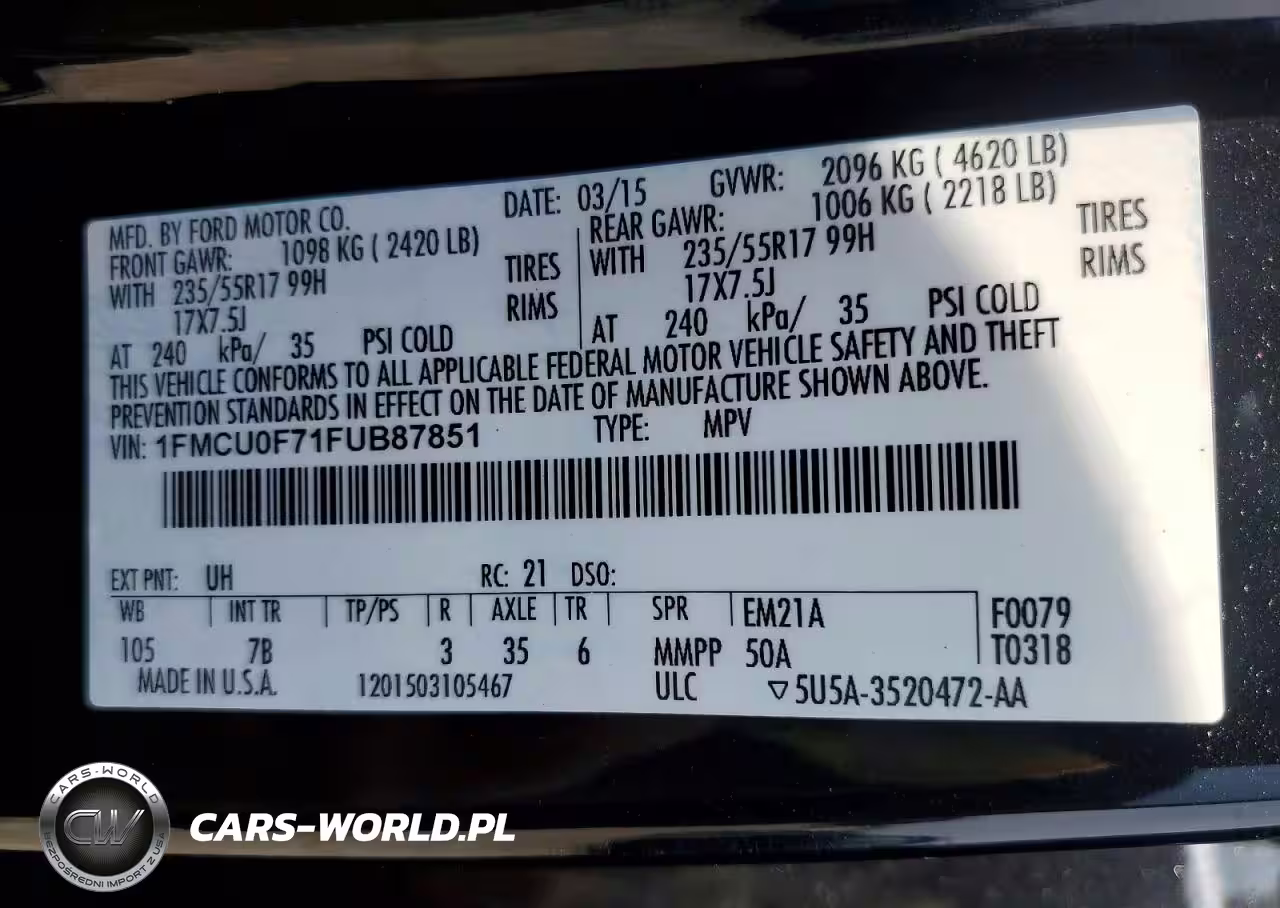 MFD. BY FORD MOTOR CO. DATE: 03/15 GVWR: 2096 KG ( 4620 LB)
FRONT GAWR: 1098 KG ( 2420 LB) REAR GAWR: 1006 KG ( 2218 LB)
WITH 235/55R17 99H TIRES WITH 235/55R17 99H TIRES
17X7.5J RIMS 17X7.5J RIMS
AT 240 kPa/ 35 PSI COLD AT 240 kPa/ 35 PSI COLD
THIS VEHICLE CONFORMS TO ALL APPLICABLE FEDERAL MOTOR VEHICLE SAFETY AND THEFT
PREVENTION STANDARDS IN EFFECT ON THE DATE OF MANUFACTURE SHOWN ABOVE.
VIN: 1FMCU0F71FUB87851 TYPE: MPV
EXT PNT: UH RC: 21 DSO:
WB INT TR TP/PS R AXLE TR SPR EM21A F0079
105 7B 3 35 6 MMPP 50A T0318
MADE IN U.S.A. 1201503105467 ULC ▽5U5A-3520472-AA
CARS-WORLD
CW
BEZPOŚREDNI IMPORT Z USA
CARS-WORLD.PL